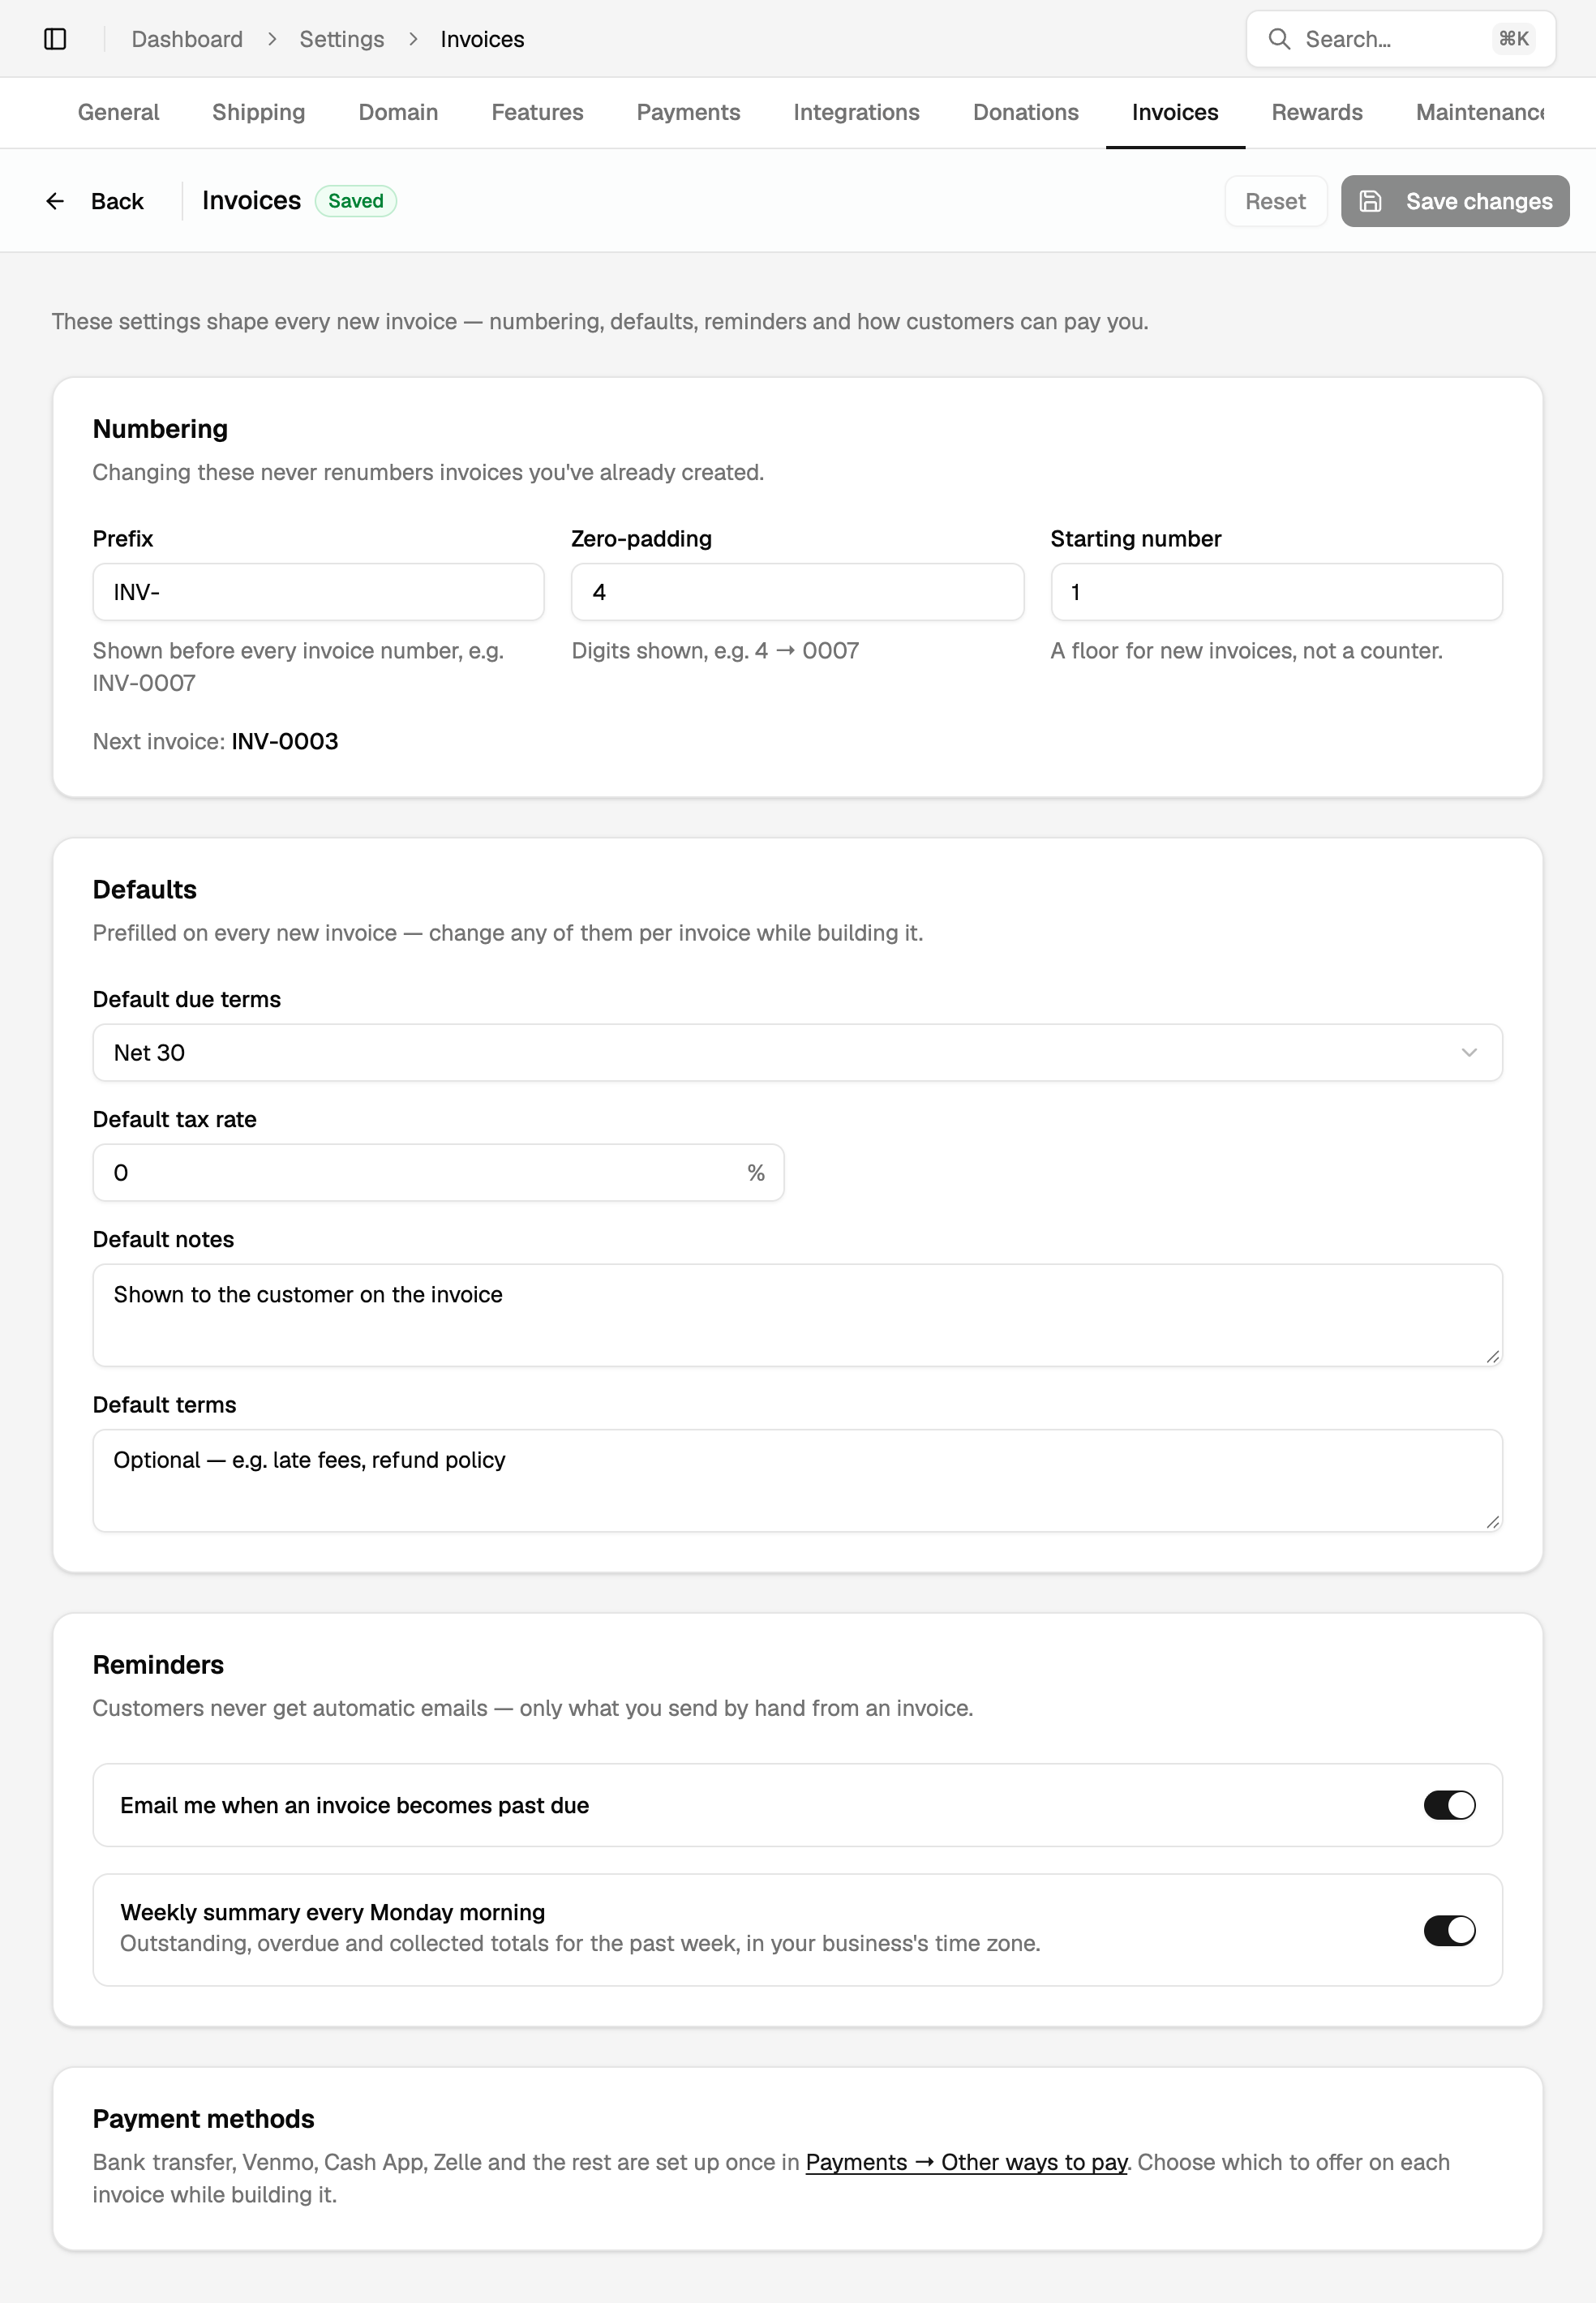 Dashboard > Settings > Invoices
Search... ⌘K
General Shipping Domain Features Payments Integrations Donations Invoices Rewards Maintenance
← Back Invoices Saved Reset Save changes
These settings shape every new invoice — numbering, defaults, reminders and how customers can pay you.
Numbering
Changing these never renumbers invoices you've already created.
Prefix Zero-padding Starting number
INV- 4 1
Shown before every invoice number, e.g. Digits shown, e.g. 4 → 0007 A floor for new invoices, not a counter.
INV-0007
Next invoice: INV-0003
Defaults
Prefilled on every new invoice — change any of them per invoice while building it.
Default due terms
Net 30
Default tax rate
0 %
Default notes
Shown to the customer on the invoice
Default terms
Optional — e.g. late fees, refund policy
Reminders
Customers never get automatic emails — only what you send by hand from an invoice.
Email me when an invoice becomes past due
Weekly summary every Monday morning
Outstanding, overdue and collected totals for the past week, in your business's time zone.
Payment methods
Bank transfer, Venmo, Cash App, Zelle and the rest are set up once in Payments → Other ways to pay. Choose which to offer on each
invoice while building it.